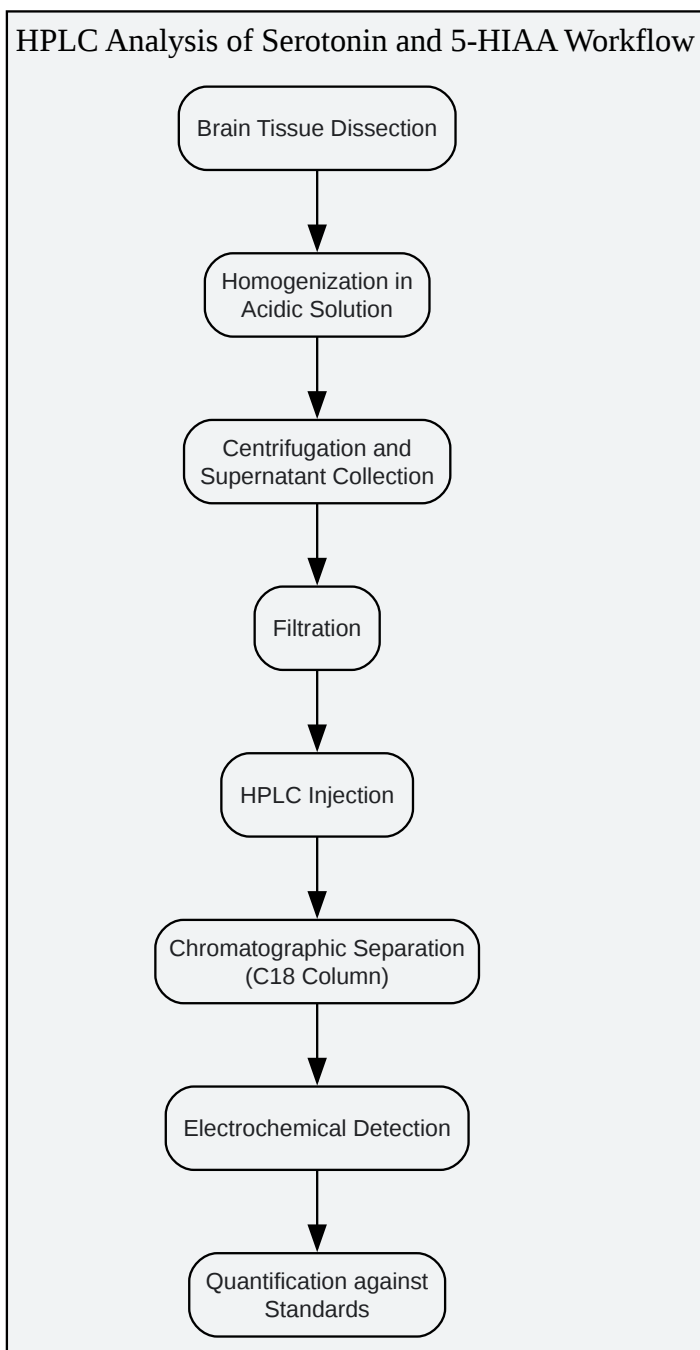 HPLC Analysis of Serotonin and 5-HIAA Workflow
Brain Tissue Dissection
Homogenization in
Acidic Solution
Centrifugation and
Supernatant Collection
Filtration
HPLC Injection
Chromatographic Separation
(C18 Column)
Electrochemical Detection
Quantification against
Standards